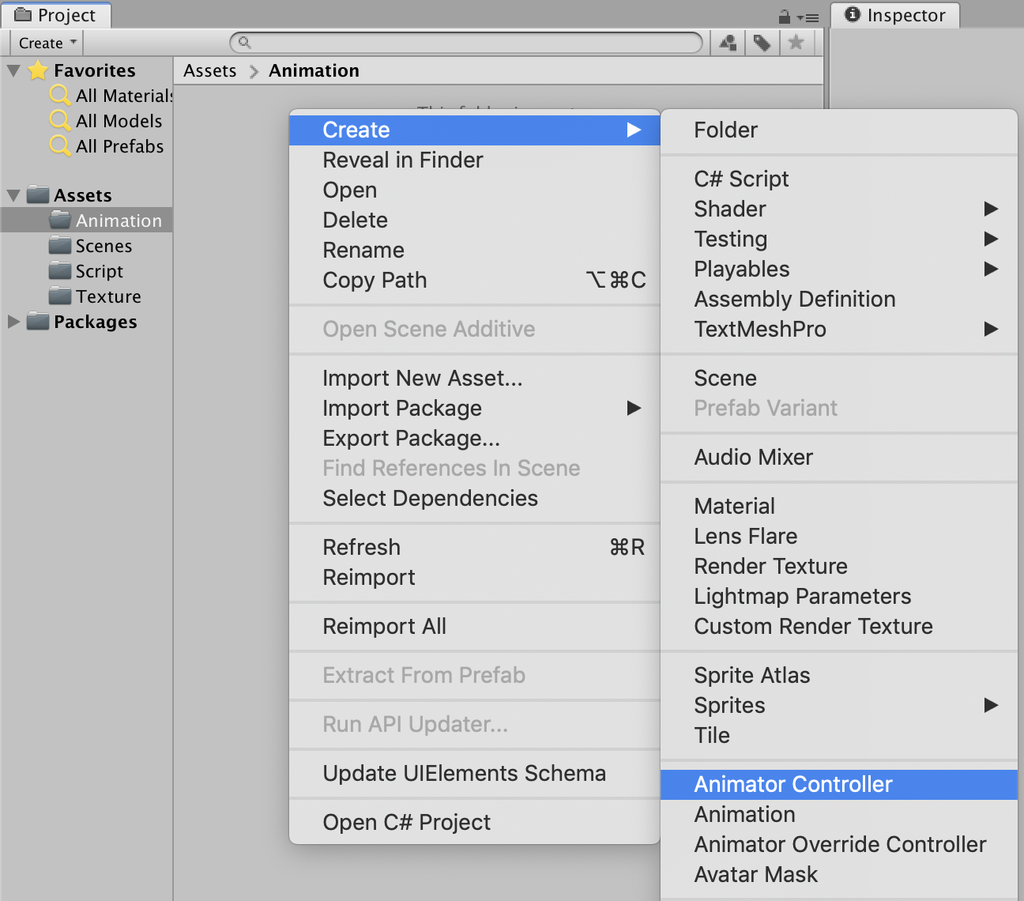 Project
Inspector
Create
Favorites
All Materials
All Models
All Prefabs
Assets
Animation
Scenes
Script
Texture
Packages
Assets > Animation
Create
Reveal in Finder
Open
Delete
Rename
Copy Path ⌥⌘C
Open Scene Additive
Import New Asset...
Import Package
Export Package...
Find References In Scene
Select Dependencies
Refresh ⌘R
Reimport
Reimport All
Extract From Prefab
Run API Updater...
Update UIElements Schema
Open C# Project
Folder
C# Script
Shader
Testing
Playables
Assembly Definition
TextMeshPro
Scene
Prefab Variant
Audio Mixer
Material
Lens Flare
Render Texture
Lightmap Parameters
Custom Render Texture
Sprite Atlas
Sprites
Tile
Animator Controller
Animation
Animator Override Controller
Avatar Mask